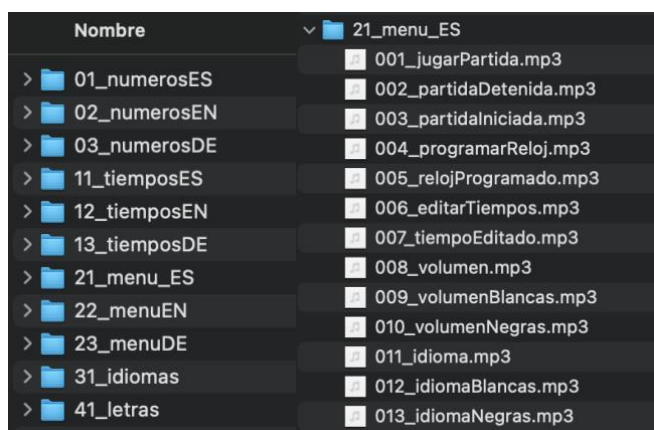 Nombre
01_numerosES
02_numerosEN
03_numerosDE
11_tiemposES
12_tiemposEN
13_tiemposDE
21_menu_ES
22_menuEN
23_menuDE
31_idiomas
41_letras
21_menu_ES
001_jugarPartida.mp3
002_partidaDetenida.mp3
003_partidaIniciada.mp3
004_programarReloj.mp3
005_relojProgramado.mp3
006_editarTiempos.mp3
007_tiempoEditado.mp3
008_volumen.mp3
009_volumenBlancas.mp3
010_volumenNegras.mp3
011_idioma.mp3
012_idiomaBlancas.mp3
013_idiomaNegras.mp3